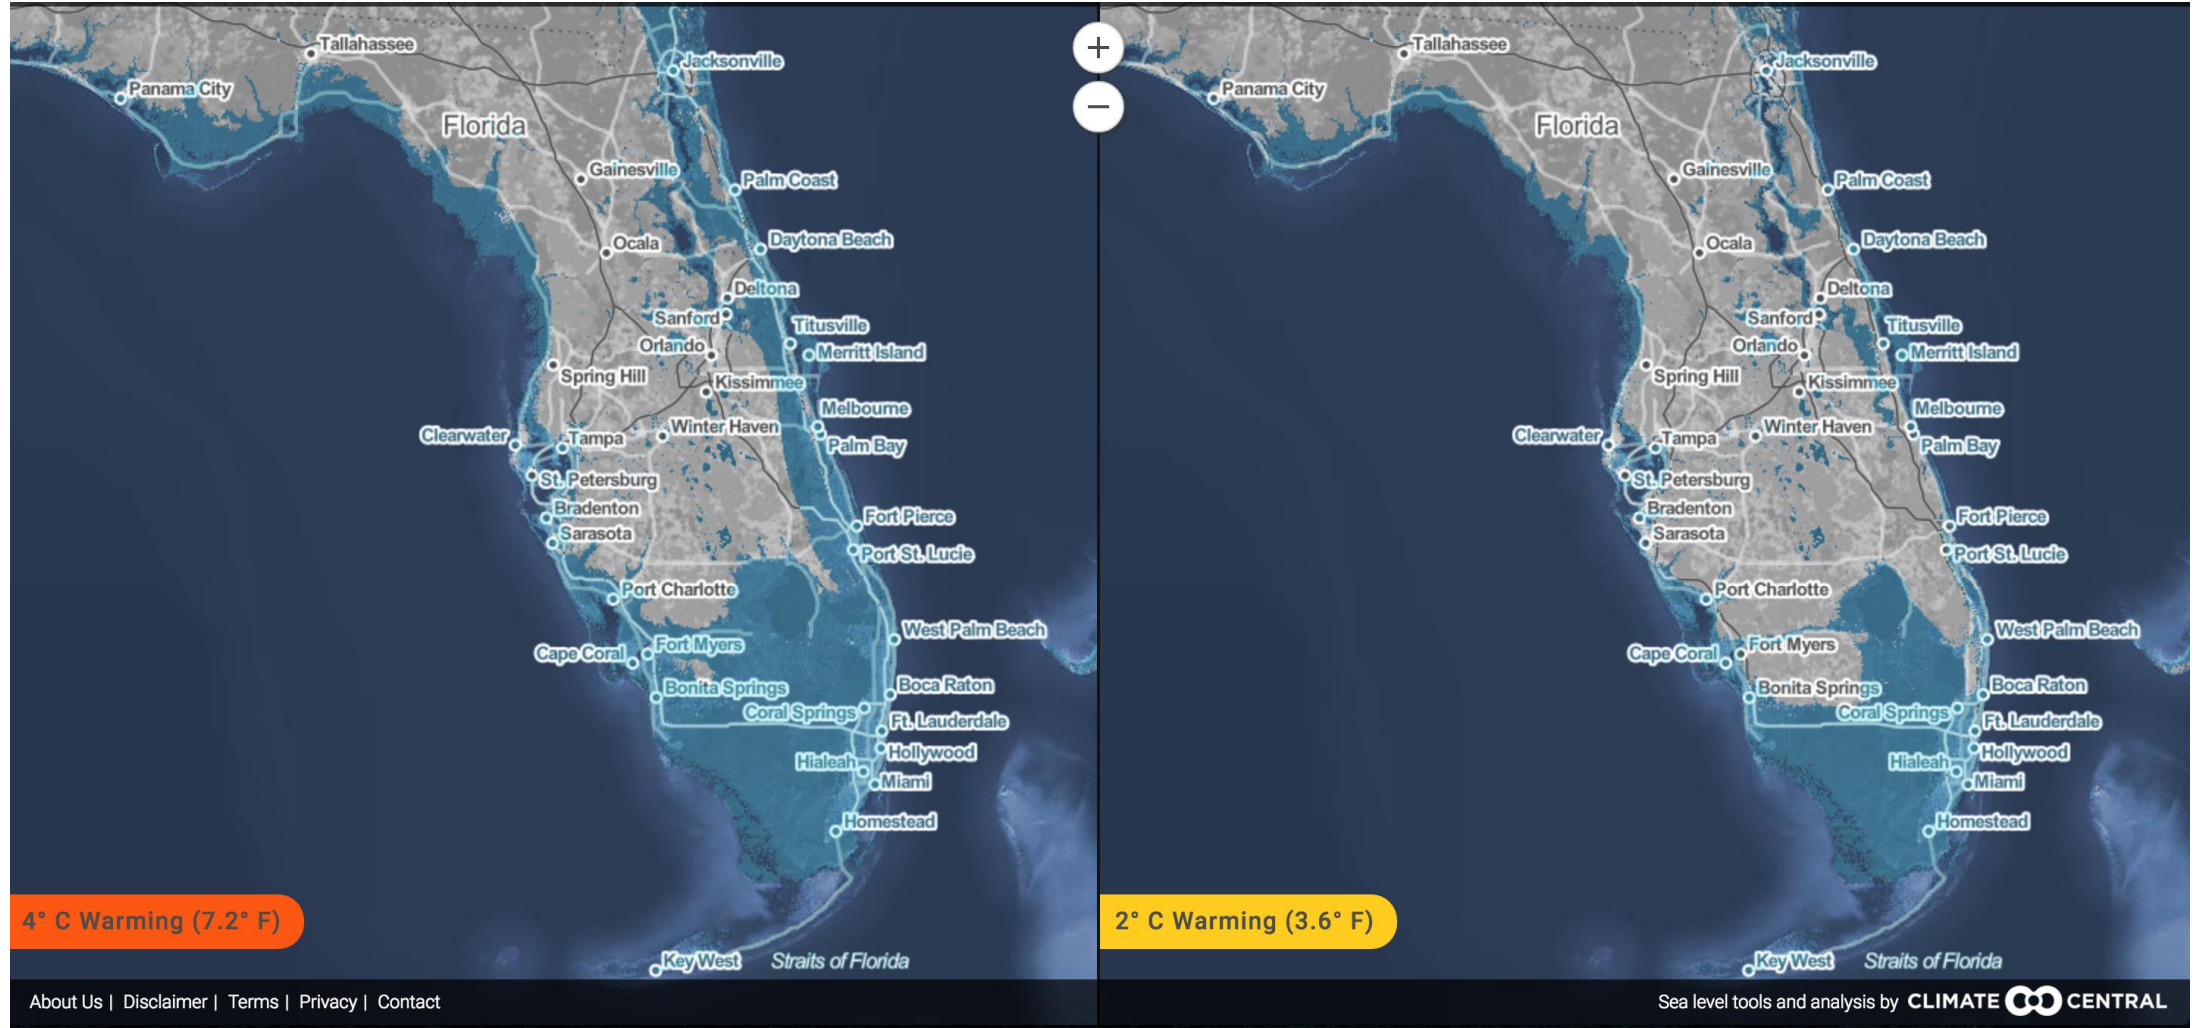 Tallahassee
Jacksonville
Panama City
Florida
Gainesville
Palm Coast
Ocala
Daytona Beach
Deltona
Sanford
Titusville
Orlando
Merritt Island
Spring Hill
Kissimmee
Melbourne
Clearwater
Tampa
Winter Haven
Palm Bay
St. Petersburg
Bradenton
Fort Pierce
Sarasota
Port St. Lucie
Port Charlotte
West Palm Beach
Cape Coral
Fort Myers
Bonita Springs
Boca Raton
Coral Springs
Ft. Lauderdale
Hollywood
Hialeah
Miami
Homestead
4° C Warming (7.2° F)
Key West
Straits of Florida
About Us | Disclaimer | Terms | Privacy | Contact
+
−
Tallahassee
Jacksonville
Panama City
Florida
Gainesville
Palm Coast
Ocala
Daytona Beach
Deltona
Sanford
Titusville
Orlando
Merritt Island
Spring Hill
Kissimmee
Melbourne
Clearwater
Tampa
Winter Haven
Palm Bay
St. Petersburg
Bradenton
Fort Pierce
Sarasota
Port St. Lucie
Port Charlotte
West Palm Beach
Cape Coral
Fort Myers
Bonita Springs
Boca Raton
Coral Springs
Ft. Lauderdale
Hollywood
Hialeah
Miami
Homestead
2° C Warming (3.6° F)
Key West
Straits of Florida
Sea level tools and analysis by CLIMATE CENTRAL